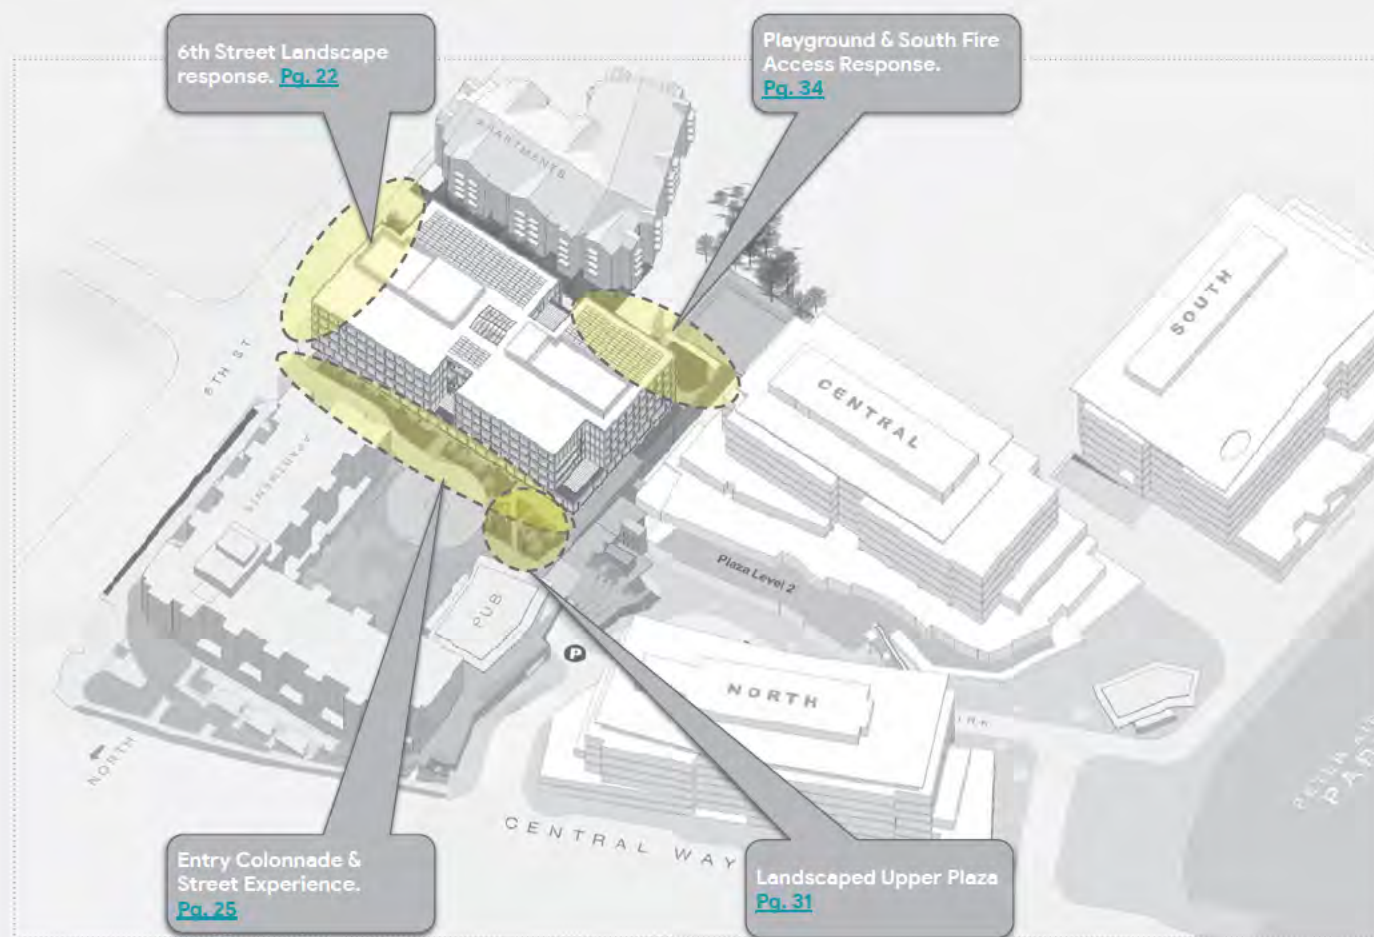 6th Street Landscape
response. Pg. 22
Playground & South Fire
Access Response.
Pg. 34
APARTMENTS
SOUTH
6TH ST
CENTRAL
Plaza Level 2
PUB
P
NORTH
NORTH
CENTRAL WAY
Entry Colonnade &
Street Experience.
Pg. 25
Landscaped Upper Plaza
Pg. 31